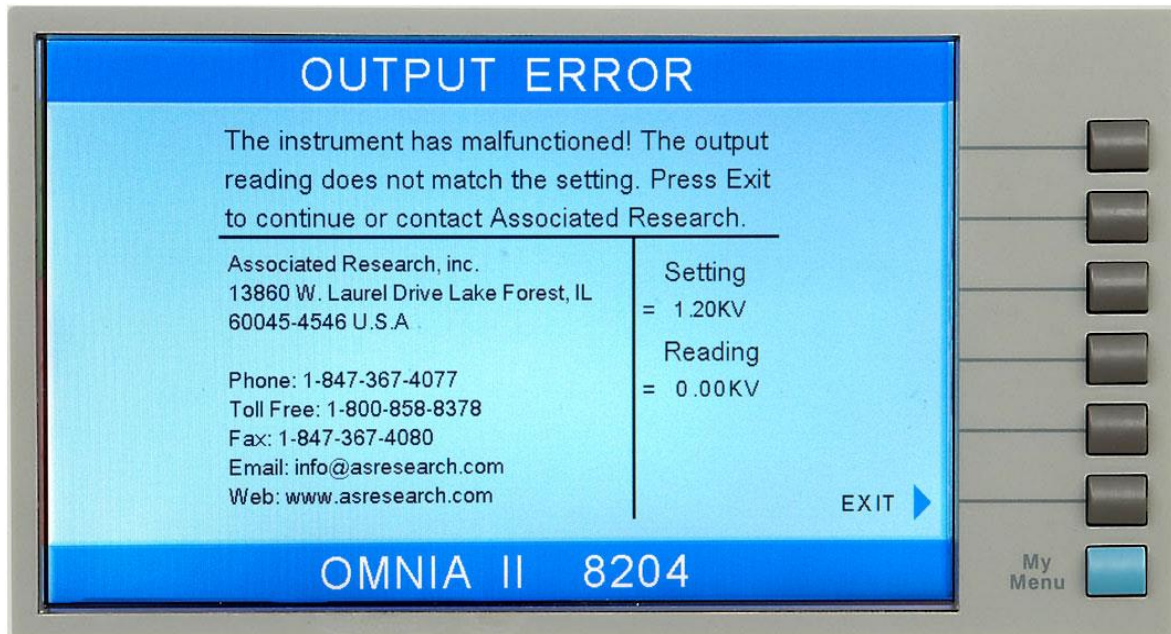 OUTPUT ERROR
The instrument has malfunctioned! The output
reading does not match the setting. Press Exit
to continue or contact Associated Research.
Associated Research, inc.
13860 W. Laurel Drive Lake Forest, IL
60045-4546 U.S.A
Phone: 1-847-367-4077
Toll Free: 1-800-858-8378
Fax: 1-847-367-4080
Email: info@asresearch.com
Web: www.asresearch.com
Setting
= 1.20KV
Reading
= 0.00KV
EXIT
OMNIA II 8204
My
Menu